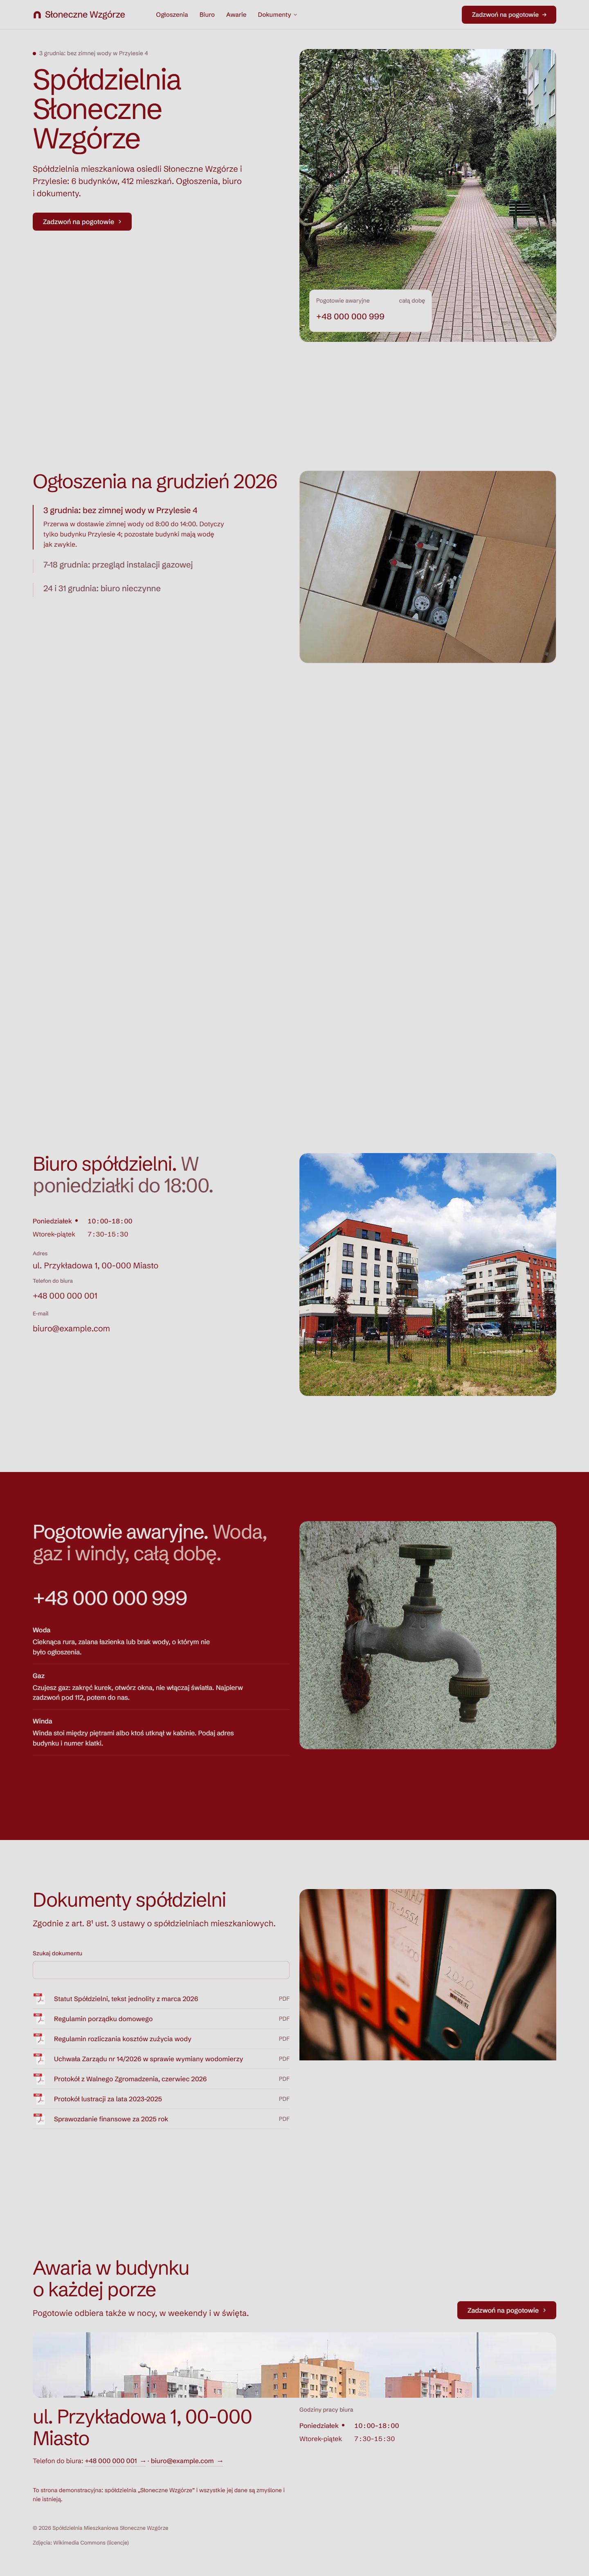 Słoneczne Wzgórze
Ogłoszenia
Biuro
Awarie
Dokumenty
Zadzwoń na pogotowie →
3 grudnia: bez zimnej wody w Przylesie 4
Spółdzielnia
Słoneczne
Wzgórze
Spółdzielnia mieszkaniowa osiedli Słoneczne Wzgórze i
Przylesie: 6 budynków, 412 mieszkań. Ogłoszenia, biuro
i dokumenty.
Zadzwoń na pogotowie
Pogotowie awaryjne
całą dobę
+48 000 000 999
Ogłoszenia na grudzień 2026
3 grudnia: bez zimnej wody w Przylesie 4
Przerwa w dostawie zimnej wody od 8:00 do 14:00. Dotyczy
tylko budynku Przylesie 4; pozostałe budynki mają wodę
jak zwykle.
7–18 grudnia: przegląd instalacji gazowej
24 i 31 grudnia: biuro nieczynne
Biuro spółdzielni. W
poniedziałki do 18:00.
Poniedziałek • 10:00–18:00
Wtorek–piątek 7:30–15:30
Adres
ul. Przykładowa 1, 00-000 Miasto
Telefon do biura
+48 000 000 001
E-mail
biuro@example.com
Pogotowie awaryjne. Woda,
gaz i windy, całą dobę.
+48 000 000 999
Woda
Cieknąca rura, zalana łazienka lub brak wody, o którym nie
było ogłoszenia.
Gaz
Czujesz gaz: zakręć kurek, otwórz okna, nie włączaj światła. Najpierw
zadzwoń pod 112, potem do nas.
Winda
Winda stoi między piętrami albo ktoś utknął w kabinie. Podaj adres
budynku i numer klatki.
Dokumenty spółdzielni
Zgodnie z art. 8¹ ust. 3 ustawy o spółdzielniach mieszkaniowych.
2020
Szukaj dokumentu
Statut Spółdzielni, tekst jednolity z marca 2026 PDF
Regulamin porządku domowego PDF
Regulamin rozliczania kosztów zużycia wody PDF
Uchwała Zarządu nr 14/2026 w sprawie wymiany wodomierzy PDF
Protokół z Walnego Zgromadzenia, czerwiec 2026 PDF
Protokół lustracji za lata 2023–2025 PDF
Sprawozdanie finansowe za 2025 rok PDF
Awaria w budynku
o każdej porze
Pogotowie odbiera także w nocy, w weekendy i w święta.
Zadzwoń na pogotowie
ul. Przykładowa 1, 00-000
Miasto
Telefon do biura: +48 000 000 001 → · biuro@example.com →
Godziny pracy biura
Poniedziałek • 10:00–18:00
Wtorek–piątek 7:30–15:30
To strona demonstracyjna: spółdzielnia „Słoneczne Wzgórze” i wszystkie jej dane są zmyślone i
nie istnieją.
© 2026 Spółdzielnia Mieszkaniowa Słoneczne Wzgórze
Zdjęcia: Wikimedia Commons (licencje)